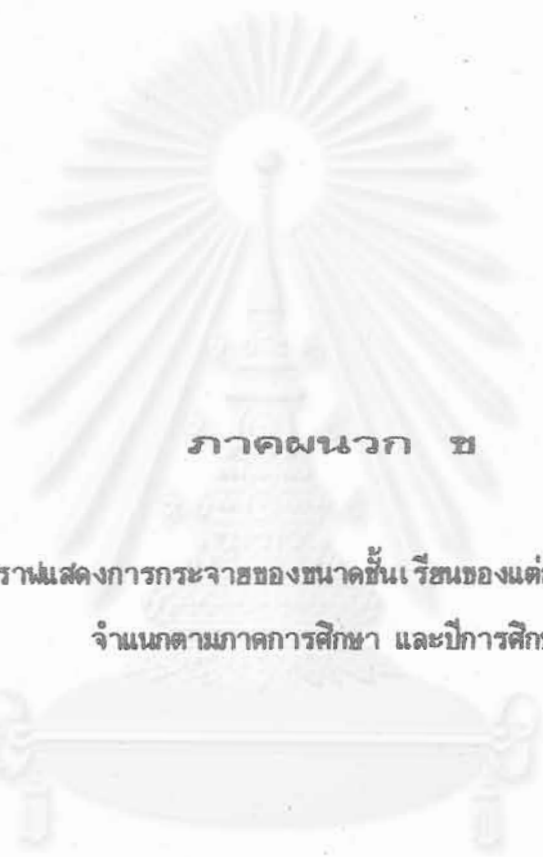 ภาคผนวก ข
ราฟแสดงการกระจายของขนาดชั้นเรียนของแต่
จำแนกตามภาคการศึกษา และปีการศึกษ